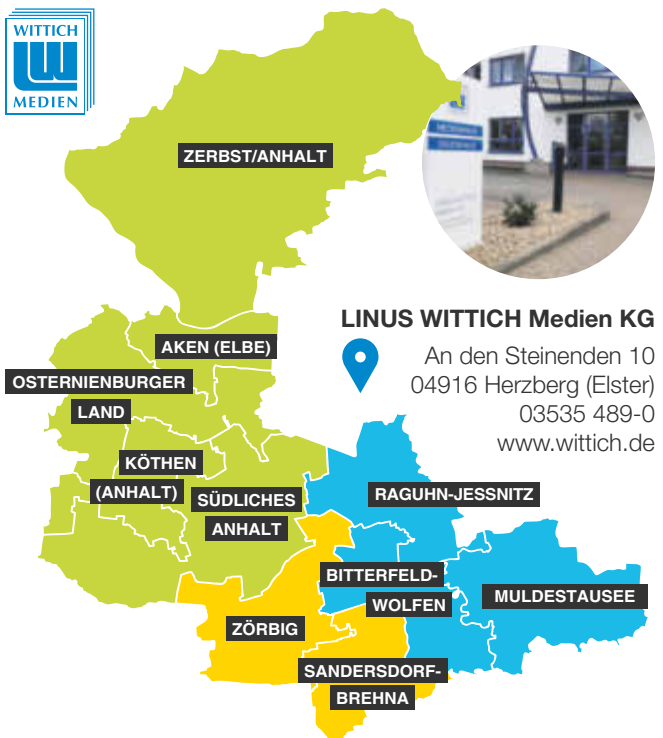 WITTICH
LW
MEDIEN
ZERBST/ANHALT
LINUS WITTICH Medien KG
An den Steinenden 10
04916 Herzberg (Elster)
03535 489-0
www.wittich.de
AKEN (ELBE)
OSTERNIENBURGER
LAND
KÖTHEN
(ANHALT)
SÜDLICHES
ANHALT
RAGUHN-JESSNITZ
BITTERFELD-
WOLFEN
MULDESTAUSEE
ZÖRBIG
SANDERSDORF-
BREHNA